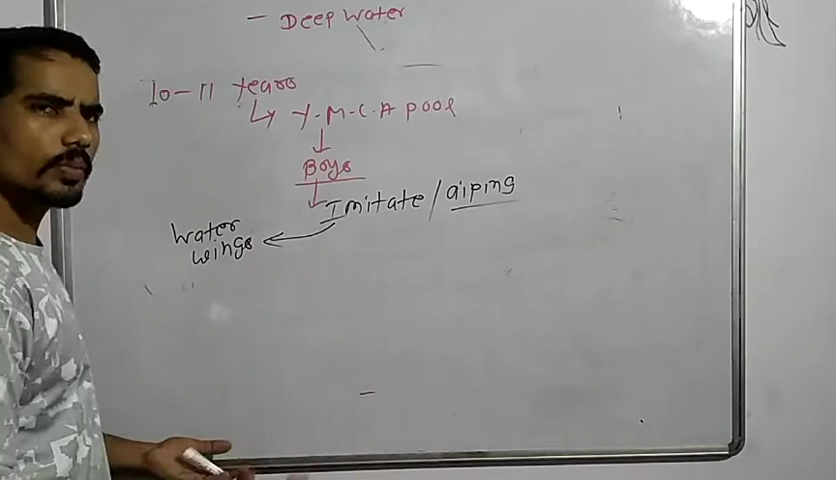 - Deep Water
10-11 years
Y.M.C.A pool
Boys
Imitate / aiping
Water
wings